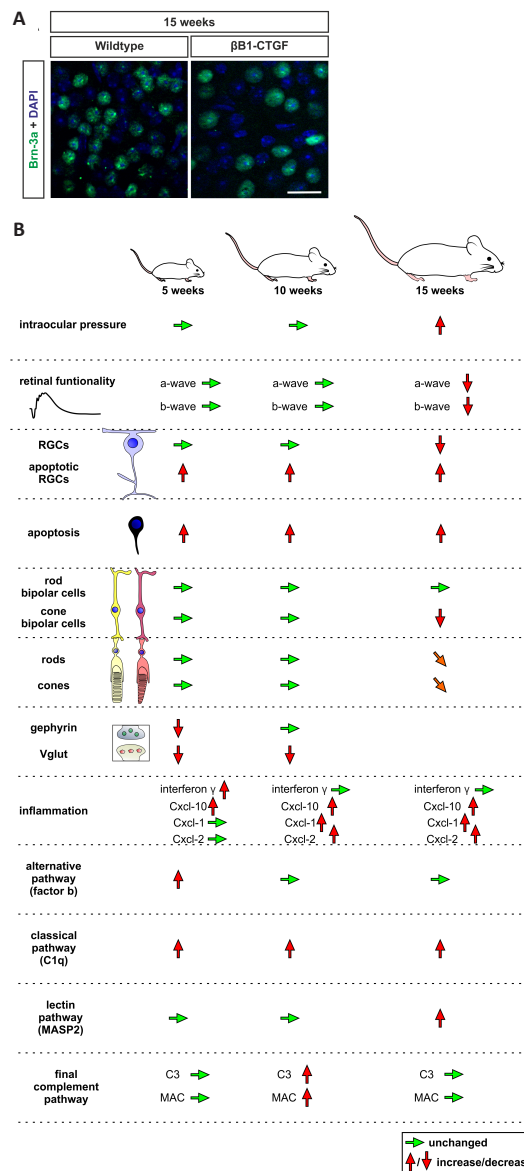 A
15 weeks
Wildtype
βB1-CTGF
Brn-3a + DAPI
B
5 weeks
10 weeks
15 weeks
intraocular pressure
retinal funtionality
a-wave
a-wave
a-wave
b-wave
b-wave
b-wave
RGCs
apoptotic
RGCs
apoptosis
rod
bipolar cells
cone
bipolar cells
rods
cones
gephyrin
Vglut
inflammation
interferon γ
interferon γ
interferon γ
Cxcl-10
Cxcl-10
Cxcl-10
Cxcl-1
Cxcl-1
Cxcl-1
Cxcl-2
Cxcl-2
Cxcl-2
alternative
pathway
(factor b)
classical
pathway
(C1q)
lectin
pathway
(MASP2)
final
complement
pathway
C3
C3
C3
MAC
MAC
MAC
unchanged
/ increase/decreas